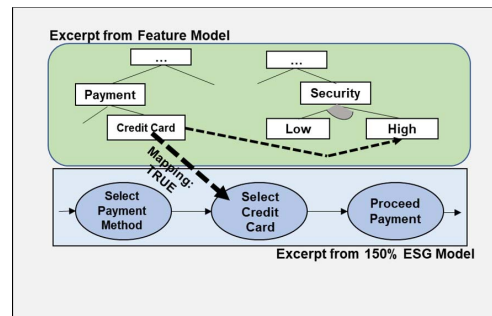 Excerpt from Feature Model
...
...
Payment
Security
Credit Card
Low
High
Mapping:
TRUE
Select
Payment
Method
Select
Credit
Card
Proceed
Payment
Excerpt from 150% ESG Model